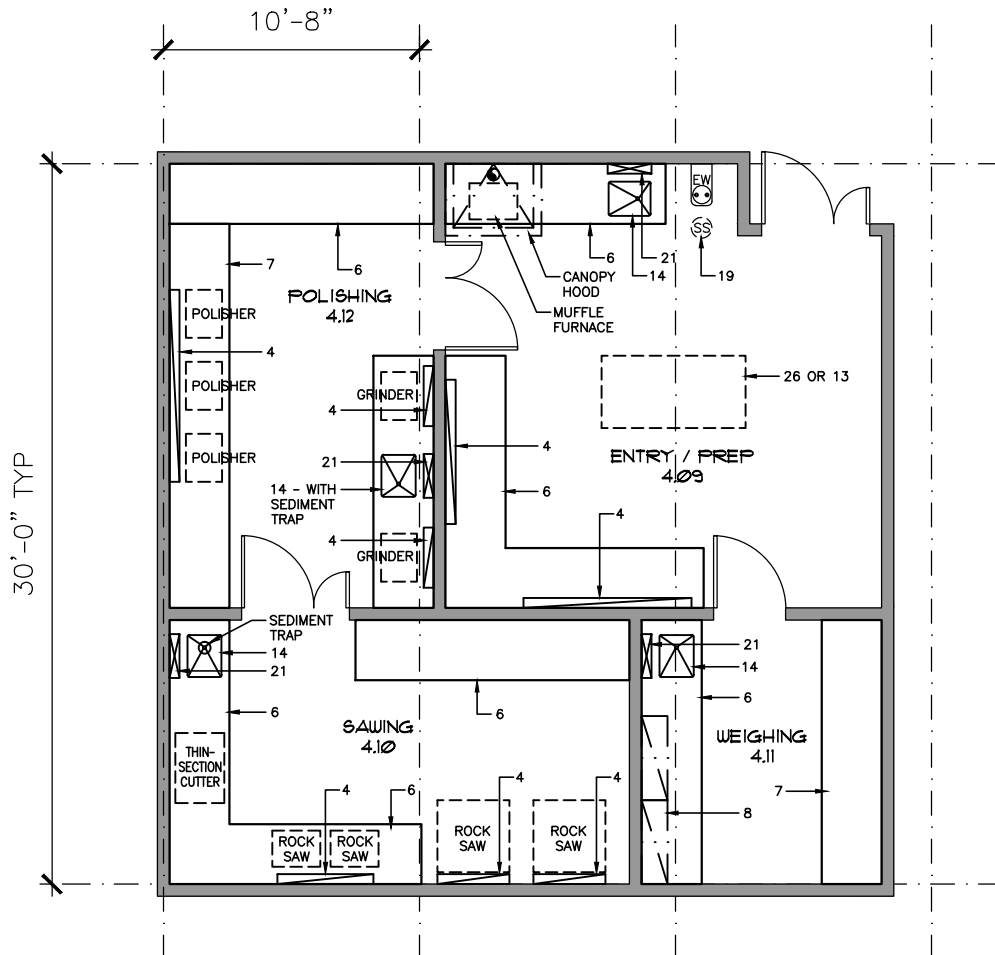 10'-8"
30'-0" TYP
EW
SS
19
21
14
6
CANOPY
HOOD
MUFFLE
FURNACE
6
7
POLISHING
4.12
POLISHER
4
POLISHER
POLISHER
GRINDER
4
21
14 - WITH
SEDIMENT
TRAP
4
GRINDER
26 OR 13
ENTRY / PREP
4.09
4
6
4
SEDIMENT
TRAP
14
21
6
THIN-
SECTION
CUTTER
SAWING
4.10
6
4
6
ROCK
SAW
ROCK
SAW
4
ROCK
SAW
4
ROCK
SAW
21
14
6
WEIGHING
4.11
7
8